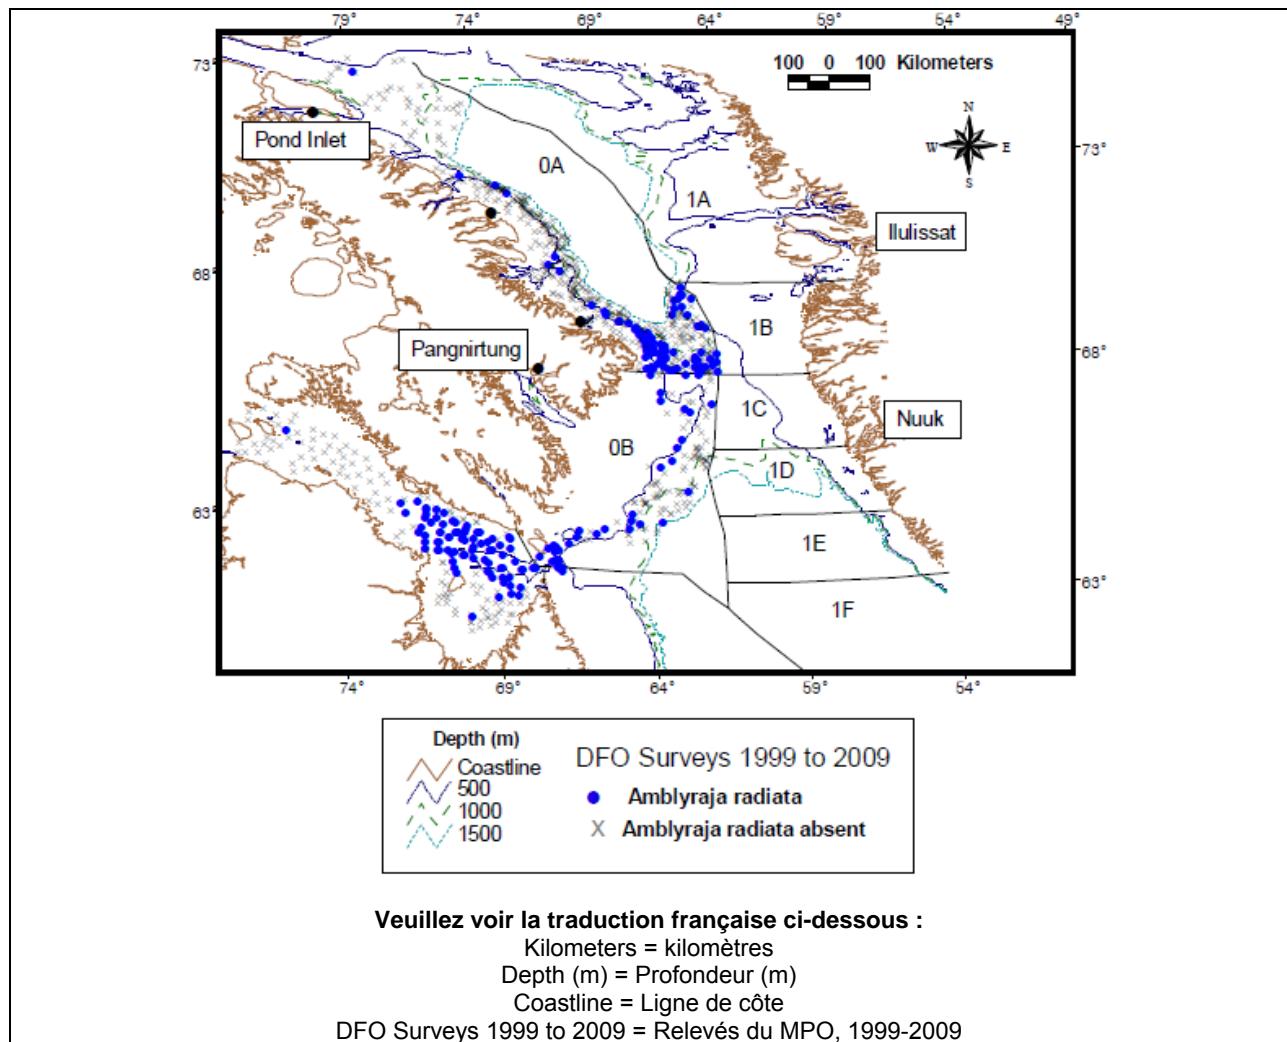 79° 74° 69° 64° 59° 54° 49°
73°
100 0 100 Kilometers
N
W E
S
Pond Inlet
0A
73°
1A
Ilulissat
68°
1B
68°
Pangnirtung
1C
Nuuk
0B
1D
63°
1E
63°
1F
74° 69° 64° 59° 54°
Depth (m)
Coastline
500
1000
1500
DFO Surveys 1999 to 2009
Amblyraja radiata
X Amblyraja radiata absent
Veuillez voir la traduction française ci-dessous :
Kilometers = kilomètres
Depth (m) = Profondeur (m)
Coastline = Ligne de côte
DFO Surveys 1999 to 2009 = Relevés du MPO, 1999-2009